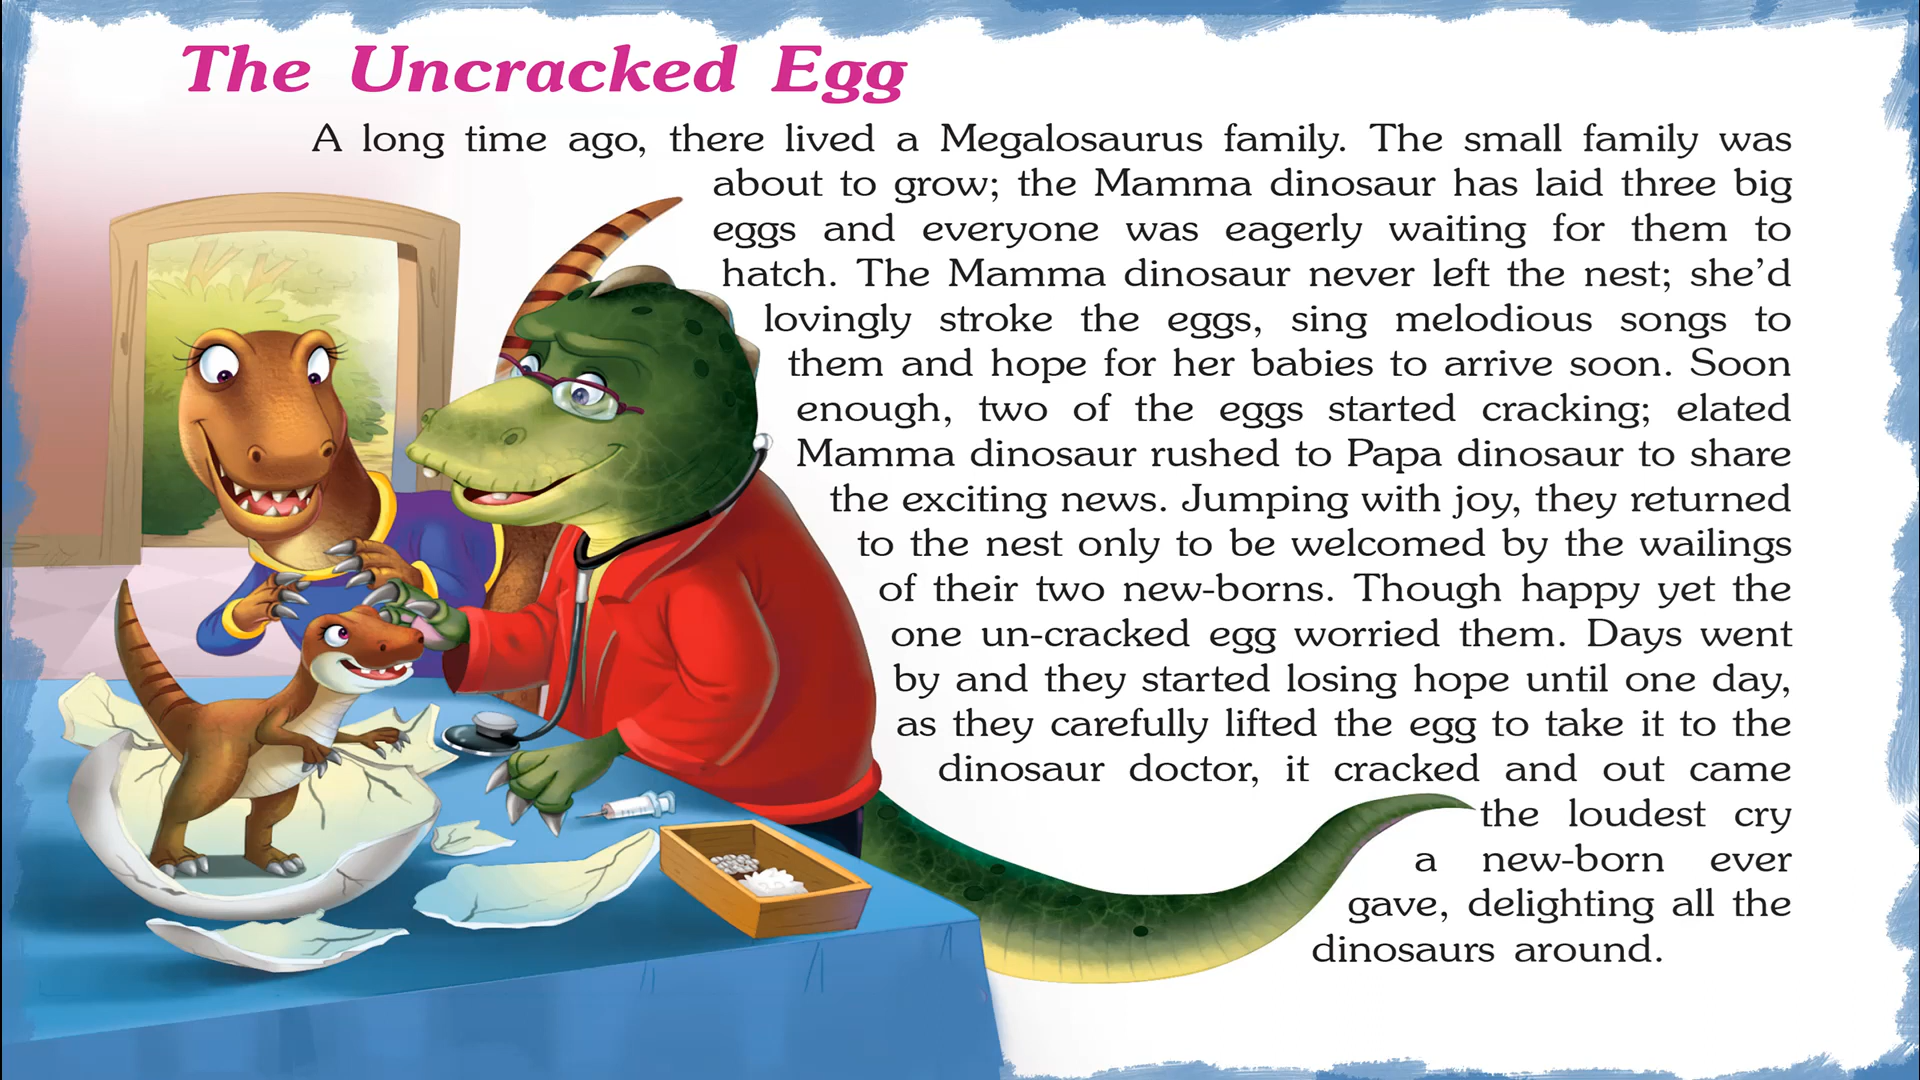 The Uncracked Egg
A long time ago, there lived a Megalosaurus family. The small family was
about to grow; the Mamma dinosaur has laid three big
eggs and everyone was eagerly waiting for them to
hatch. The Mamma dinosaur never left the nest; she’d
lovingly stroke the eggs, sing melodious songs to
them and hope for her babies to arrive soon. Soon
enough, two of the eggs started cracking; elated
Mamma dinosaur rushed to Papa dinosaur to share
the exciting news. Jumping with joy, they returned
to the nest only to be welcomed by the wailings
of their two new-borns. Though happy yet the
one un-cracked egg worried them. Days went
by and they started losing hope until one day,
as they carefully lifted the egg to take it to the
dinosaur doctor, it cracked and out came
the loudest cry
a new-born ever
gave, delighting all the
dinosaurs around.